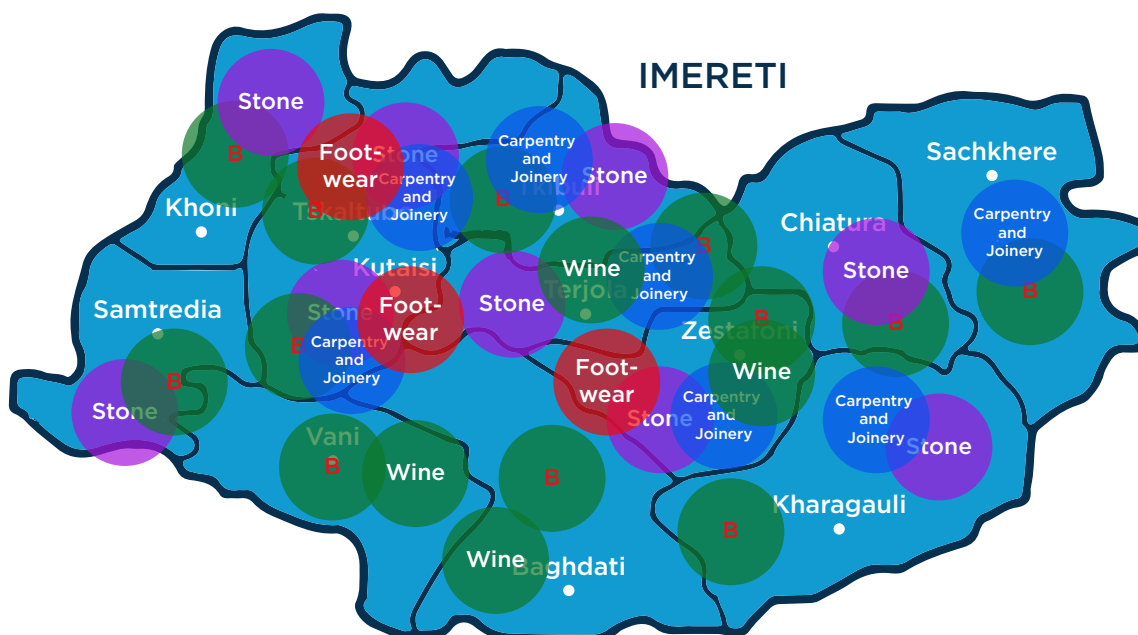 IMERETI
Stone
B
Foot-
wear
Stone
Carpentry
and
Joinery
Stone
Sachkhere
B
Tskaltubo
Carpentry
and
Joinery
B
Tkibuli
Khoni
Chiatura
Carpentry
and
Joinery
B
Kutaisi
Wine
Carpentry
and
Joinery
Stone
B
Samtredia
Stone
Foot-
wear
Stone
Terjola
B
B
Zestafoni
B
Carpentry
and
Joinery
Foot-
wear
Wine
B
Stone
Stone
Carpentry
and
Joinery
Carpentry
and
Joinery
Stone
Vani
B
Wine
B
Kharagauli
B
Wine
Baghdati